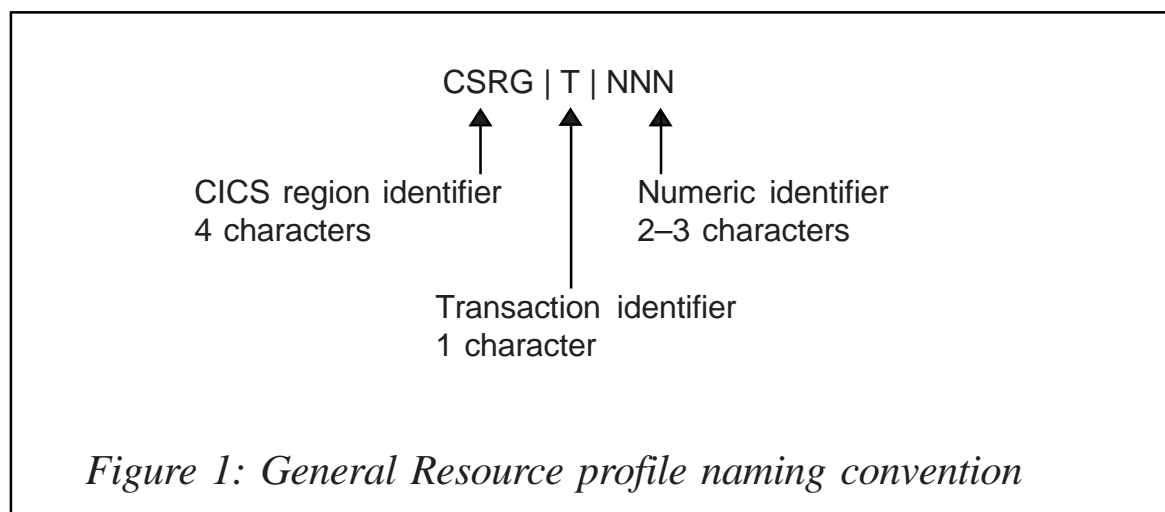 CSRG | T | NNN
CICS region identifier
4 characters
Numeric identifier
2–3 characters
Transaction identifier
1 character
Figure 1: General Resource profile naming convention